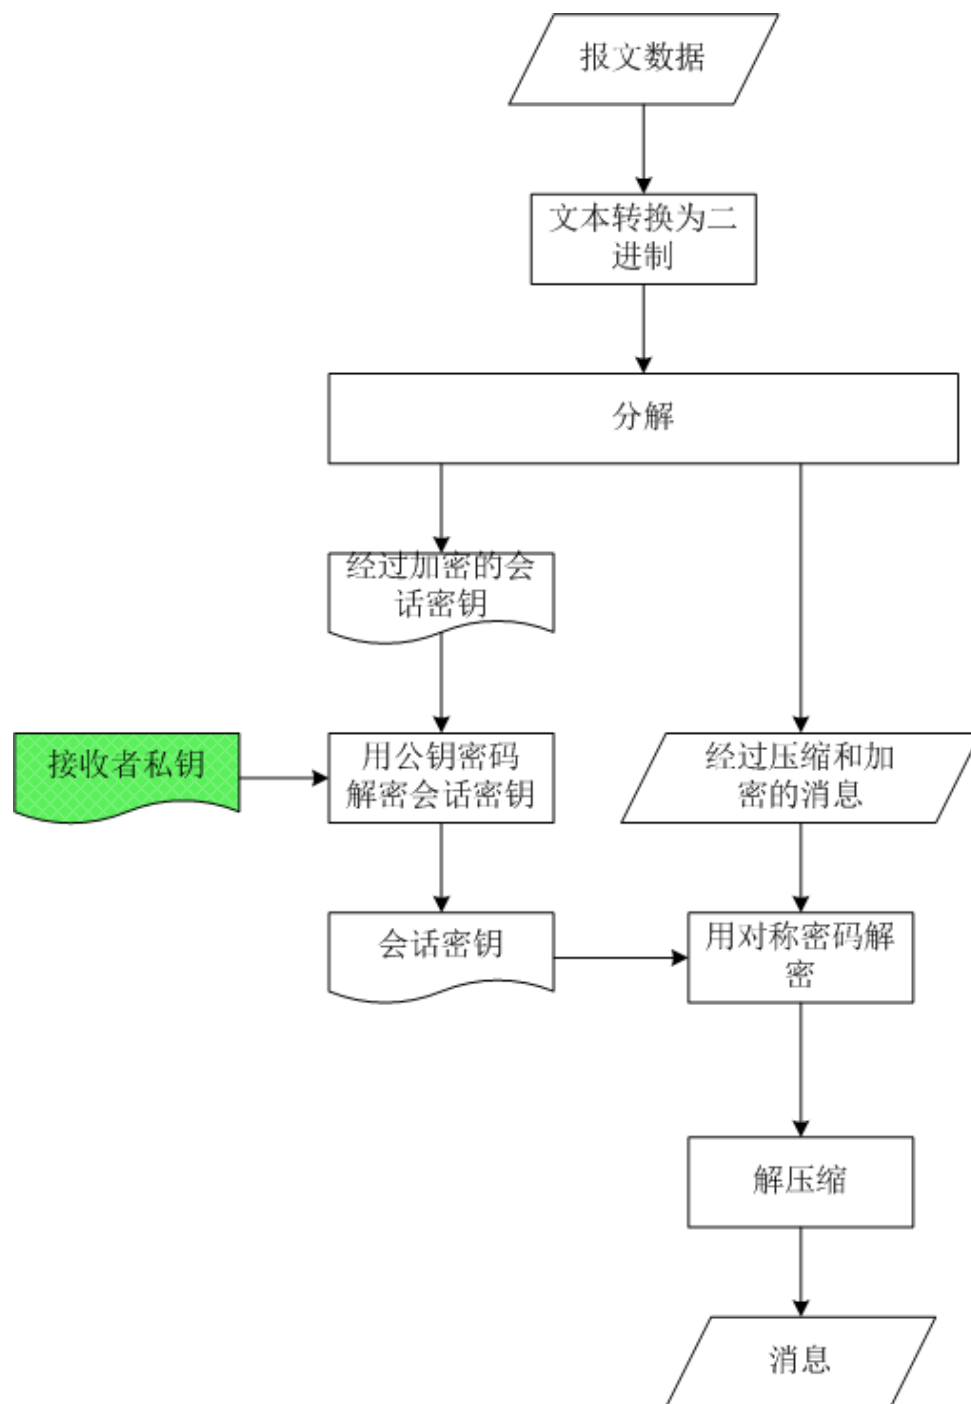 报文数据
文本转换为二
进制
分解
经过加密的会
话密钥
接收者私钥
用公钥密码
解密会话密钥
经过压缩和加
密的消息
会话密钥
用对称密码解
密
解压缩
消息